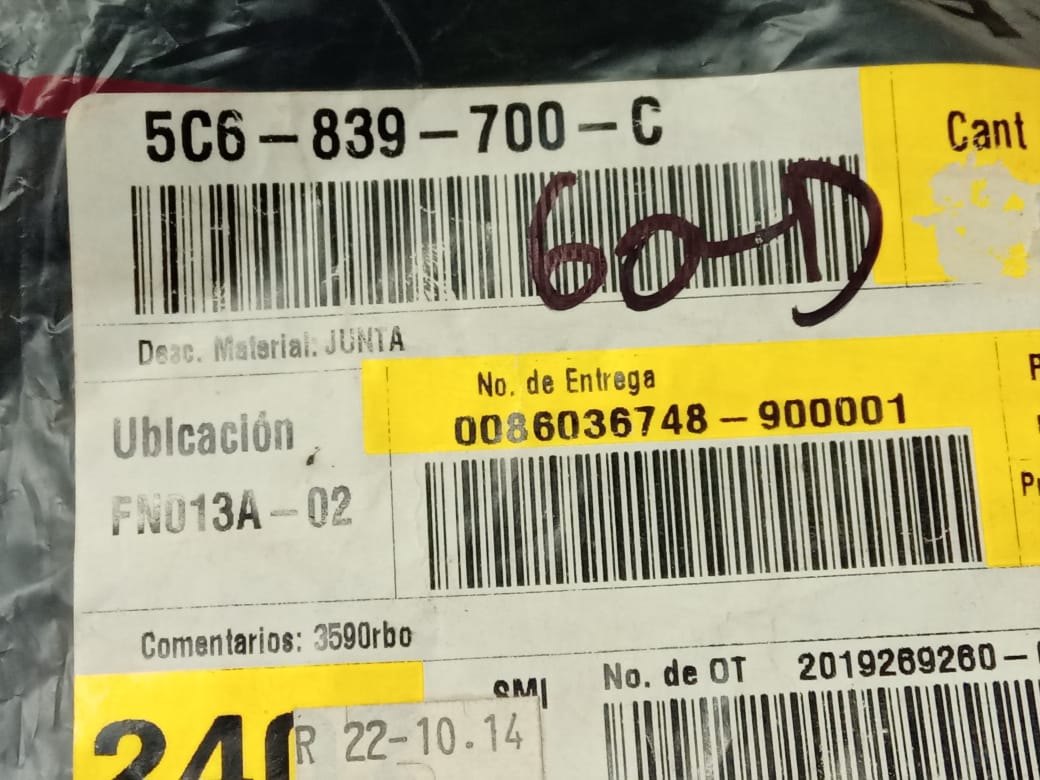 5C6-839-700-C
Cant
60-D
Desc. Material: JUNTA
No. de Entrega
0086036748-900001
Ubicación
FN013A-02
Comentarios: 3590rbo
No. de OT 2019269260-
SMI
R 22-10.14